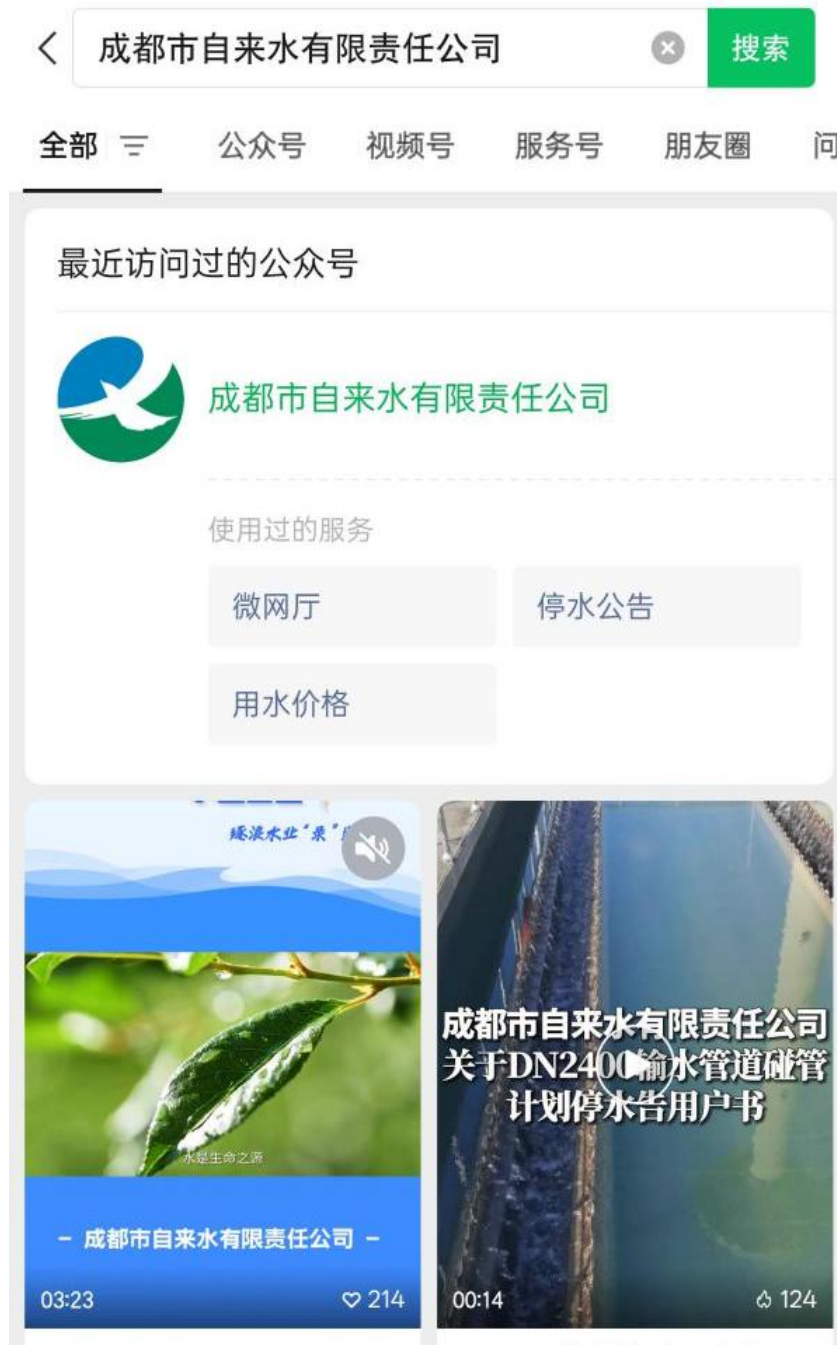 成都市自来水有限责任公司
搜索
全部
公众号
视频号
服务号
朋友圈
问
最近访问过的公众号
成都市自来水有限责任公司
使用过的服务
微网厅
停水公告
用水价格
逐浪水业“泉”
水是生命之源
- 成都市自来水有限责任公司 -
03:23
214
成都市自来水有限责任公司
关于DN2400输水管道碰管
计划停水告用户书
00:14
124